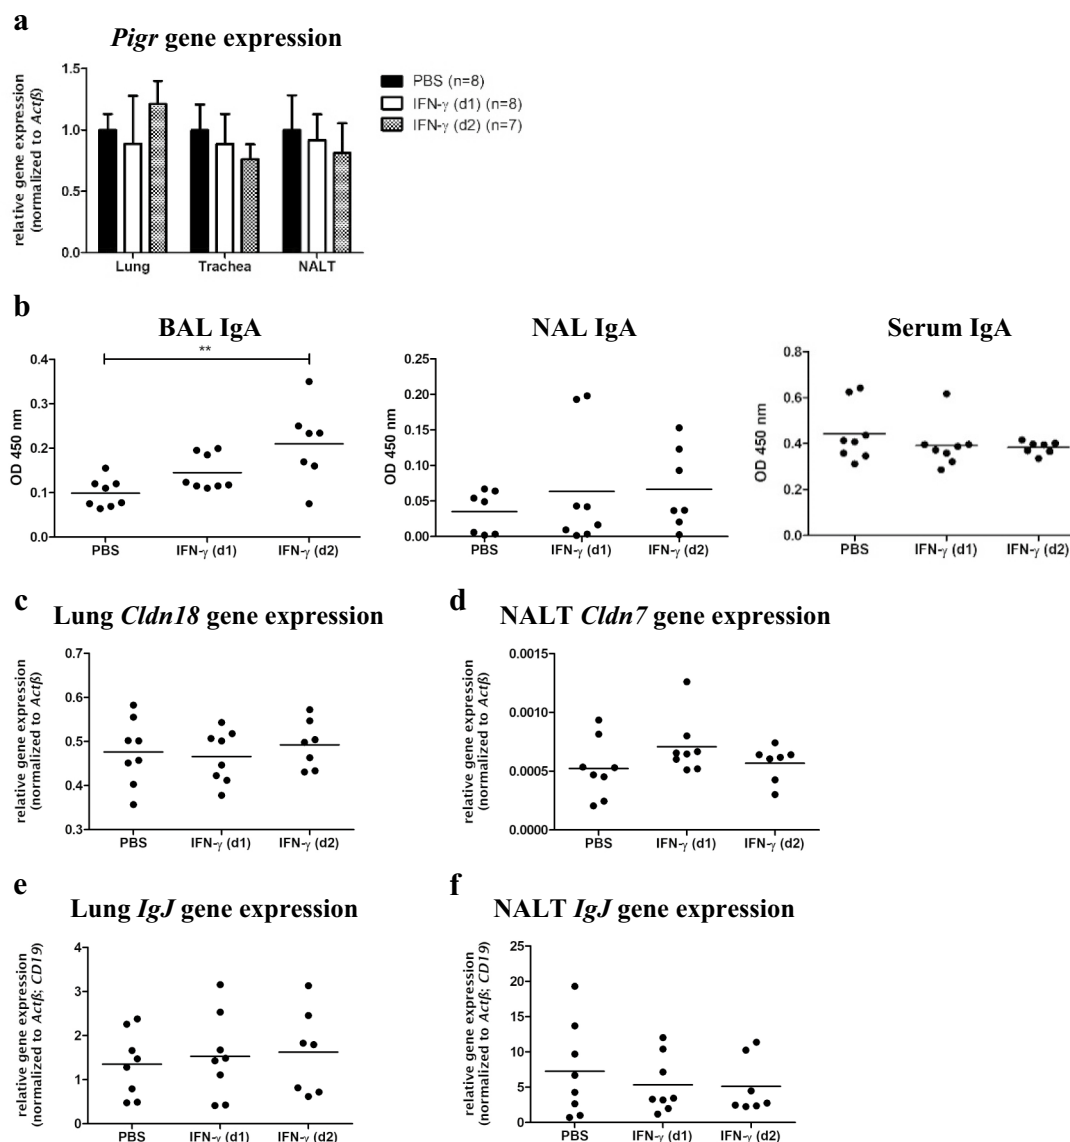 a
Pigr gene expression
relative gene expression
(normalized to Actß)
1.5
1.0
0.5
0.0
Lung
Trachea
NALT
PBS (n=8)
IFN-γ (d1) (n=8)
IFN-γ (d2) (n=7)
b
BAL IgA
**
OD 450 nm
0.4
0.3
0.2
0.1
0.0
PBS
IFN-γ (d1)
IFN-γ (d2)
NAL IgA
OD 450 nm
0.25
0.20
0.15
0.10
0.05
0.00
PBS
IFN-γ (d1)
IFN-γ (d2)
Serum IgA
OD 450 nm
0.8
0.6
0.4
0.2
0.0
PBS
IFN-γ (d1)
IFN-γ (d2)
c
Lung Cldn18 gene expression
relative gene expression
(normalized to Actß)
0.7
0.6
0.5
0.4
0.3
PBS
IFN-γ (d1)
IFN-γ (d2)
d
NALT Cldn7 gene expression
relative gene expression
(normalized to Actß)
0.0015
0.0010
0.0005
0.0000
PBS
IFN-γ (d1)
IFN-γ (d2)
e
Lung IgJ gene expression
relative gene expression
(normalized to Actß; CD19)
4
3
2
1
0
PBS
IFN-γ (d1)
IFN-γ (d2)
f
NALT IgJ gene expression
relative gene expression
(normalized to Actß; CD19)
25
20
15
10
5
0
PBS
IFN-γ (d1)
IFN-γ (d2)